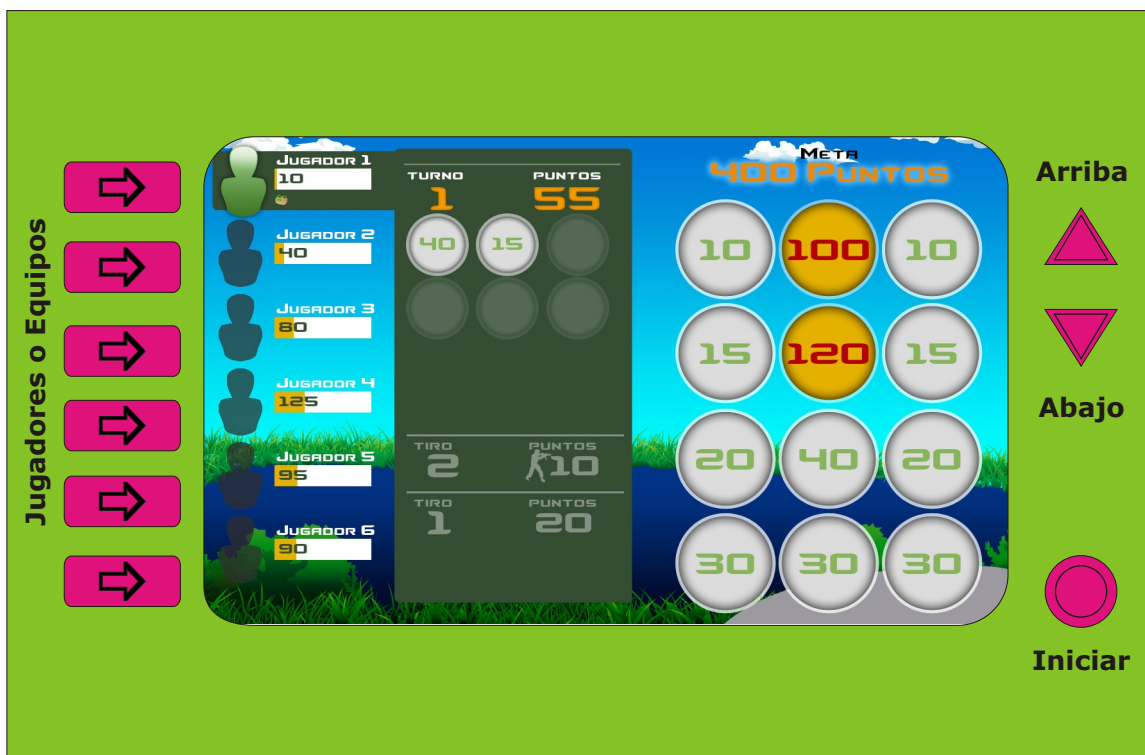 Jugadores o Equipos
Jugador 1
10
Jugador 2
40
Jugador 3
80
Jugador 4
125
Jugador 5
95
Jugador 6
90
Turno Puntos
1 55
40 15
Tiro Puntos
2 10
Tiro Puntos
1 20
Meta
400 Puntos
10 100 10
15 120 15
20 40 20
30 30 30
Arriba
Abajo
Iniciar